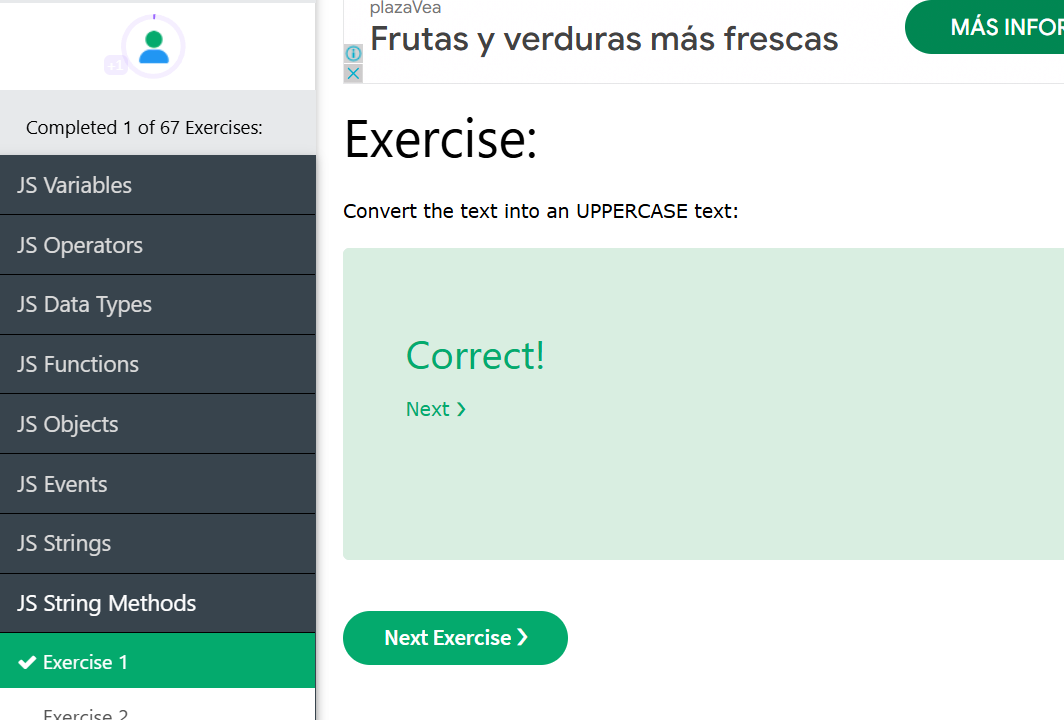 plazaVea
Frutas y verduras más frescas
MÁS INFOR
+1
Completed 1 of 67 Exercises:
JS Variables
JS Operators
JS Data Types
JS Functions
JS Objects
JS Events
JS Strings
JS String Methods
Exercise 1
Exercise 2
Exercise:
Convert the text into an UPPERCASE text:
Correct!
Next ❯
Next Exercise ❯